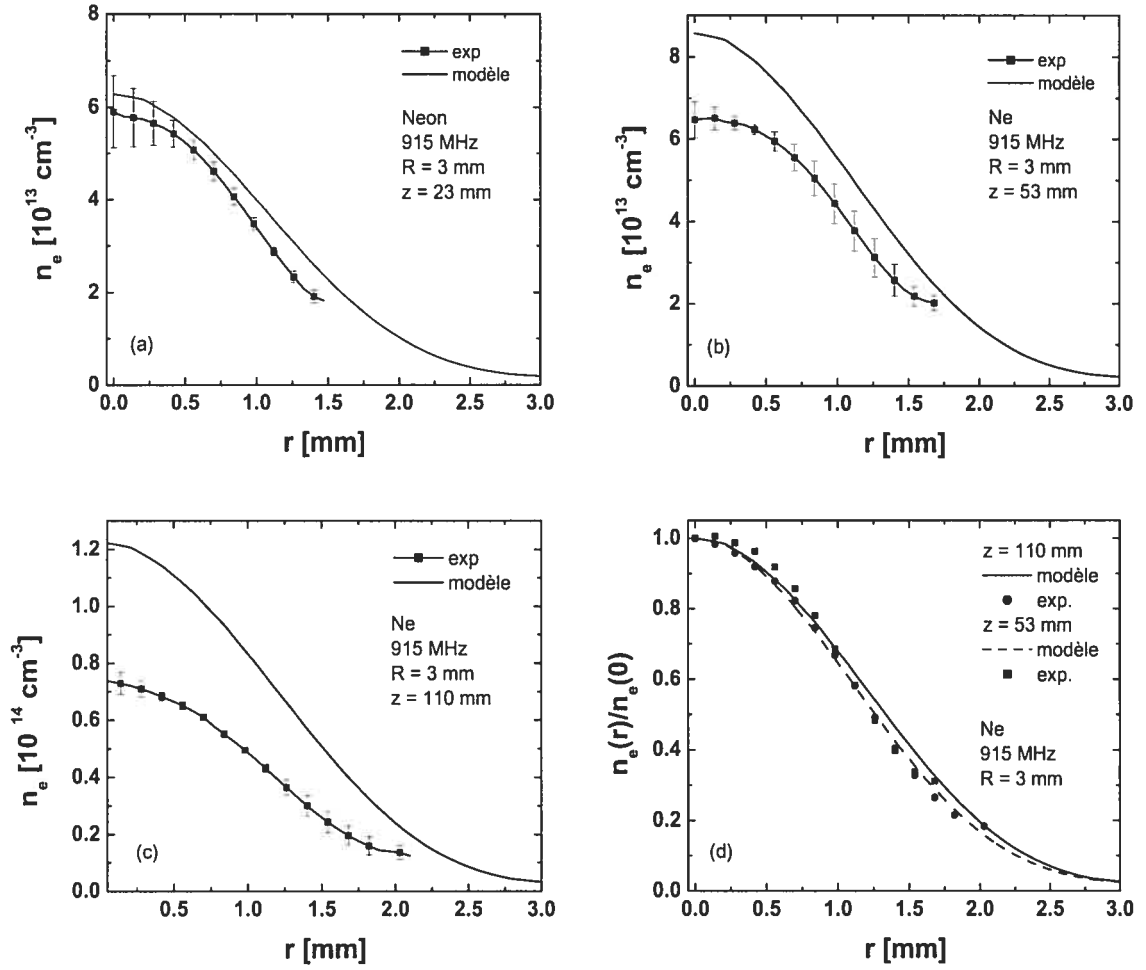 8
6
4
2
0
n_e [10^13 cm^-3]
exp
modèle
Neon
915 MHz
R = 3 mm
z = 23 mm
(a)
0.0 0.5 1.0 1.5 2.0 2.5 3.0
r [mm]
8
6
4
2
0
n_e [10^13 cm^-3]
exp
modèle
Ne
915 MHz
R = 3 mm
z = 53 mm
(b)
0.0 0.5 1.0 1.5 2.0 2.5 3.0
r [mm]
1.2
1.0
0.8
0.6
0.4
0.2
0.0
n_e [10^14 cm^-3]
exp
modèle
Ne
915 MHz
R = 3 mm
z = 110 mm
(c)
0.5 1.0 1.5 2.0 2.5 3.0
r [mm]
1.0
0.8
0.6
0.4
0.2
0.0
n_e(r)/n_e(0)
z = 110 mm
modèle
exp.
z = 53 mm
modèle
exp.
Ne
915 MHz
R = 3 mm
(d)
0.0 0.5 1.0 1.5 2.0 2.5 3.0
r [mm]